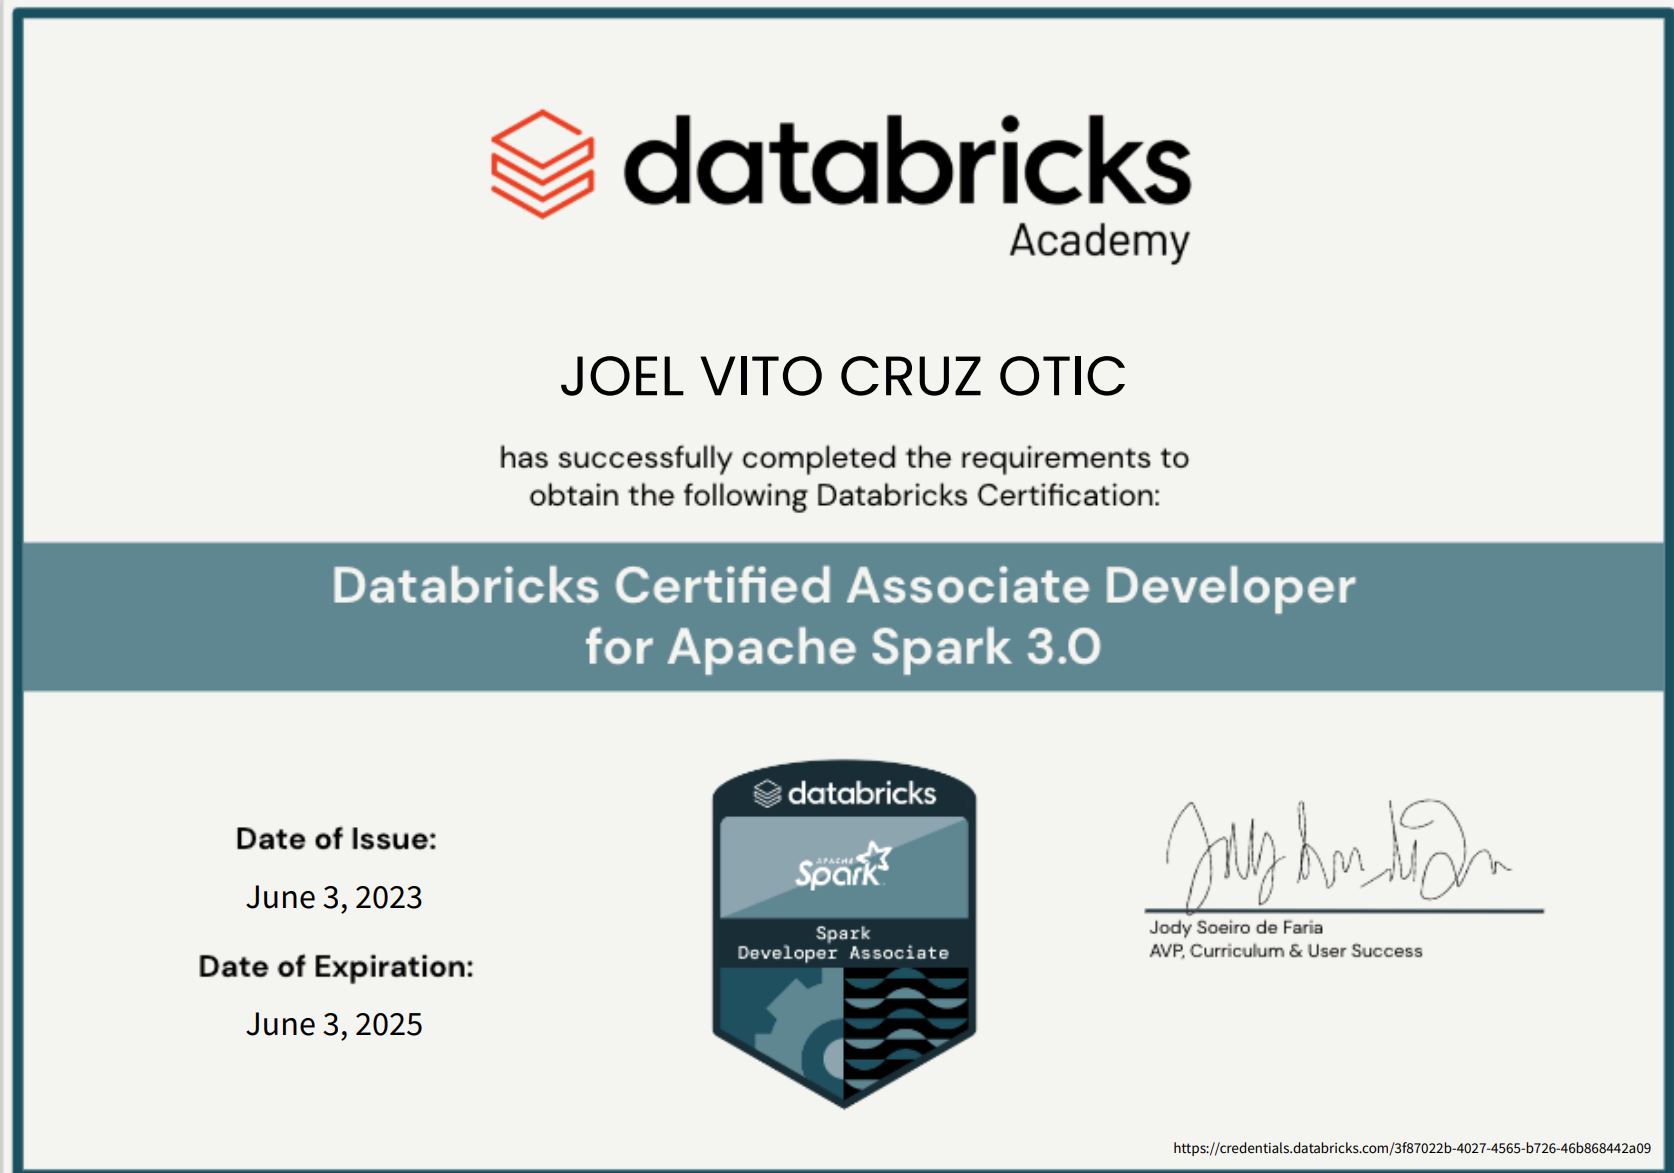 databricks
Academy
JOEL VITO CRUZ OTIC
has successfully completed the requirements to
obtain the following Databricks Certification:
Databricks Certified Associate Developer
for Apache Spark 3.0
Date of Issue:
June 3, 2023
Date of Expiration:
June 3, 2025
databricks
APACHE
Spark
Spark
Developer Associate
Jody Soeiro de Faria
AVP, Curriculum & User Success
https://credentials.databricks.com/3f87022b-4027-4565-b726-46b868442a09